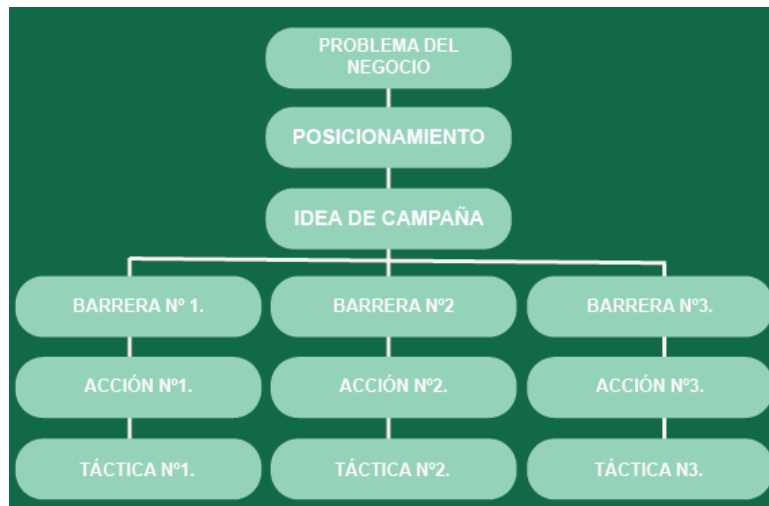 PROBLEMA DEL
NEGOCIO
POSICIONAMIENTO
IDEA DE CAMPAÑA
BARRERA Nº 1.
BARRERA Nº2
BARRERA Nº3.
ACCIÓN Nº1.
ACCIÓN Nº2.
ACCIÓN Nº3.
TÁCTICA Nº1.
TÁCTICA Nº2.
TÁCTICA N3.